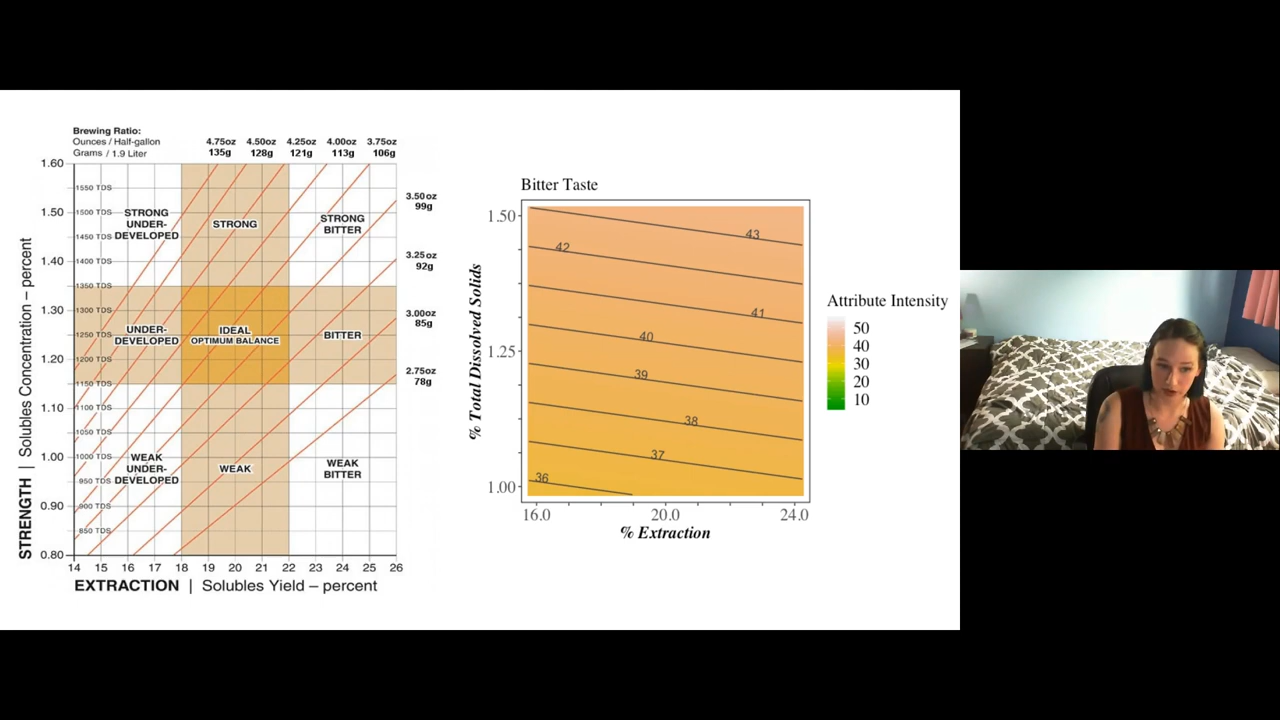 Brewing Ratio:
Ounces / Half-gallon
Grams / 1.9 Liter
4.75oz 4.50oz 4.25oz 4.00oz 3.75oz
135g 128g 121g 113g 106g
3.50oz
99g
3.25oz
92g
3.00oz
85g
2.75oz
78g
STRENGTH | Solubles Concentration – percent
1.60
1.50
1.40
1.30
1.20
1.10
1.00
0.90
0.80
1550 TDS
1500 TDS
1450 TDS
1400 TDS
1350 TDS
1300 TDS
1250 TDS
1200 TDS
1150 TDS
1100 TDS
1050 TDS
1000 TDS
950 TDS
900 TDS
850 TDS
STRONG
UNDER-
DEVELOPED
STRONG
STRONG
BITTER
UNDER-
DEVELOPED
IDEAL
OPTIMUM BALANCE
BITTER
WEAK
UNDER-
DEVELOPED
WEAK
WEAK
BITTER
14 15 16 17 18 19 20 21 22 23 24 25 26
EXTRACTION | Solubles Yield – percent
Bitter Taste
% Total Dissolved Solids
1.50
1.25
1.00
43
42
41
40
39
38
37
36
16.0 20.0 24.0
% Extraction
Attribute Intensity
50
40
30
20
10